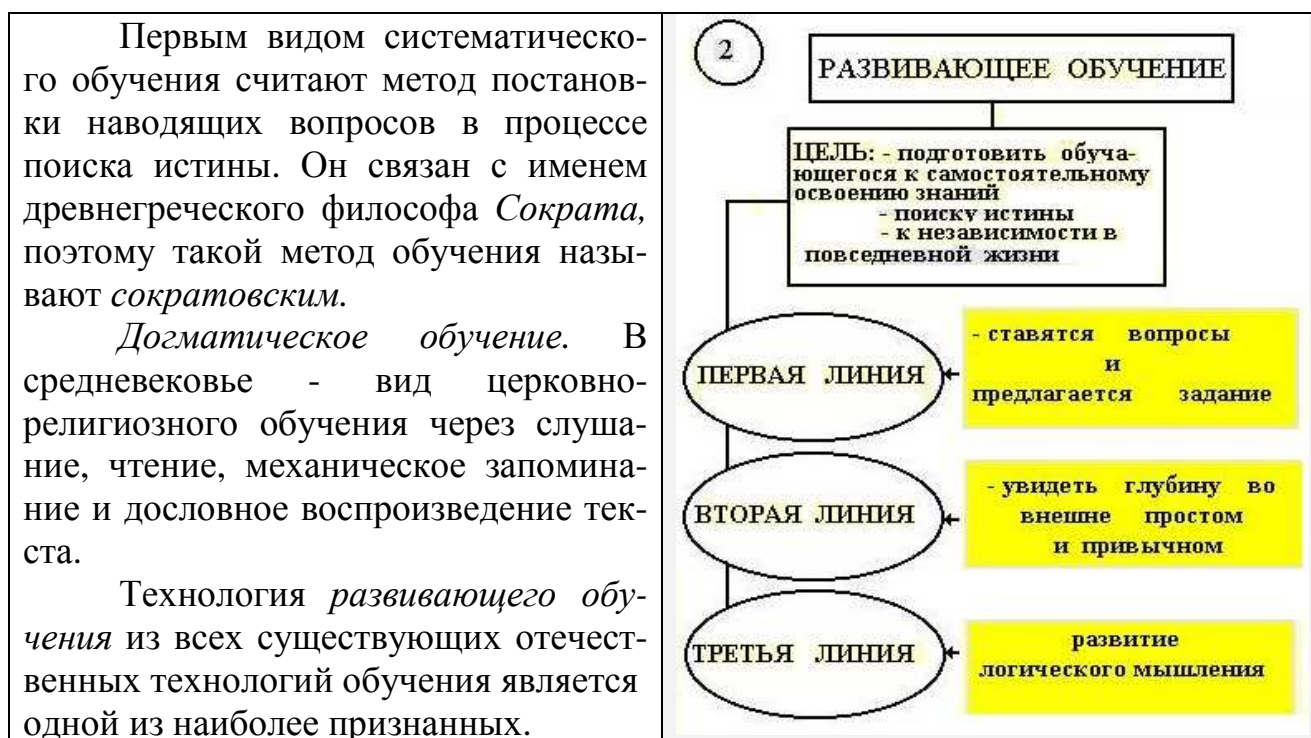 Первым видом систематическо-
го обучения считают метод постанов-
ки наводящих вопросов в процессе
поиска истины. Он связан с именем
древнегреческого философа Сократа,
поэтому такой метод обучения назы-
вают сократовским.
Догматическое обучение. В
средневековье - вид церковно-
религиозного обучения через слуша-
ние, чтение, механическое запомина-
ние и дословное воспроизведение тек-
ста.
Технология развивающего обу-
чения из всех существующих отечест-
венных технологий обучения является
одной из наиболее признанных.
2
РАЗВИВАЮЩЕЕ ОБУЧЕНИЕ
ЦЕЛЬ: - подготовить обуча-
ющегося к самостоятельному
освоению знаний
- поиску истины
- к независимости в
повседневной жизни
ПЕРВАЯ ЛИНИЯ
- ставятся вопросы
и
предлагается задание
ВТОРАЯ ЛИНИЯ
- увидеть глубину во
внешне простом
и привычном
ТРЕТЬЯ ЛИНИЯ
развитие
логического мышления